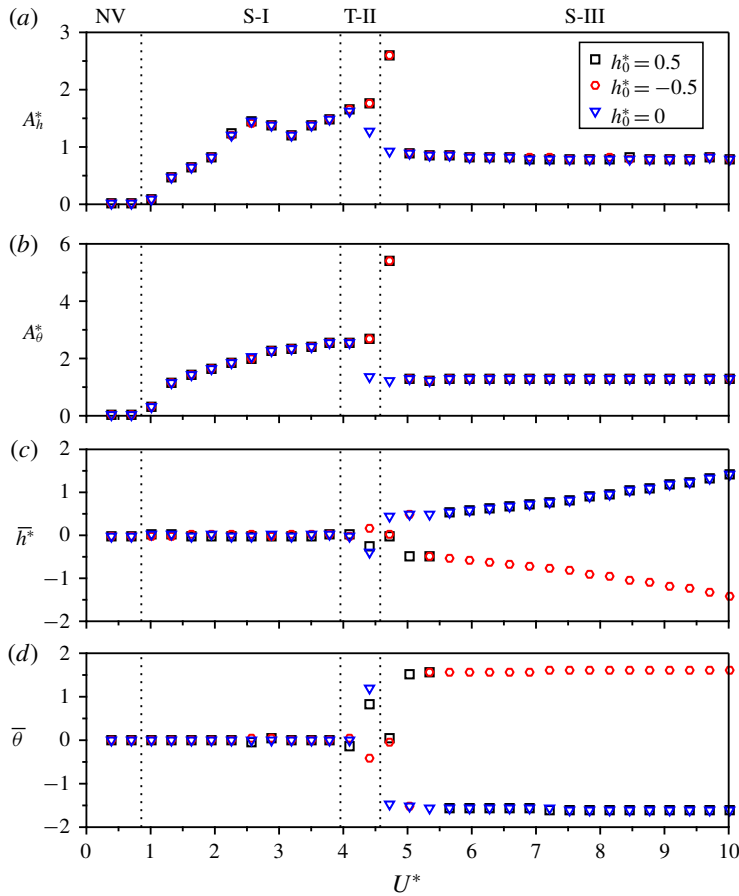 NV S-I T-II S-III
(a)
3
2
1
0
A*h
h*0 = 0.5
h*0 = −0.5
h*0 = 0
(b)
6
4
2
0
A*θ
(c)
2
1
0
−1
−2
h̅*
(d)
2
1
0
−1
−2
θ̅
0 1 2 3 4 5 6 7 8 9 10
U*